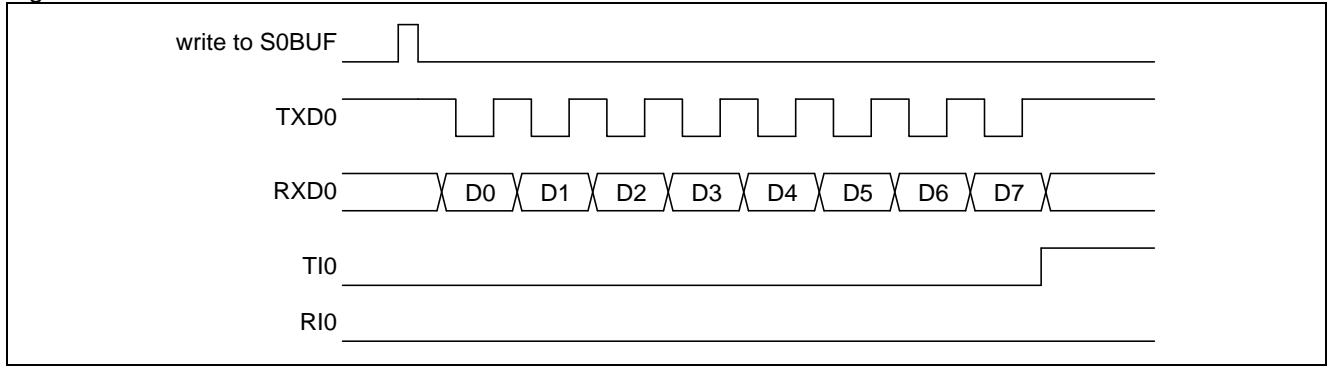 write to S0BUF
TXD0
RXD0 D0 D1 D2 D3 D4 D5 D6 D7
TI0
RI0